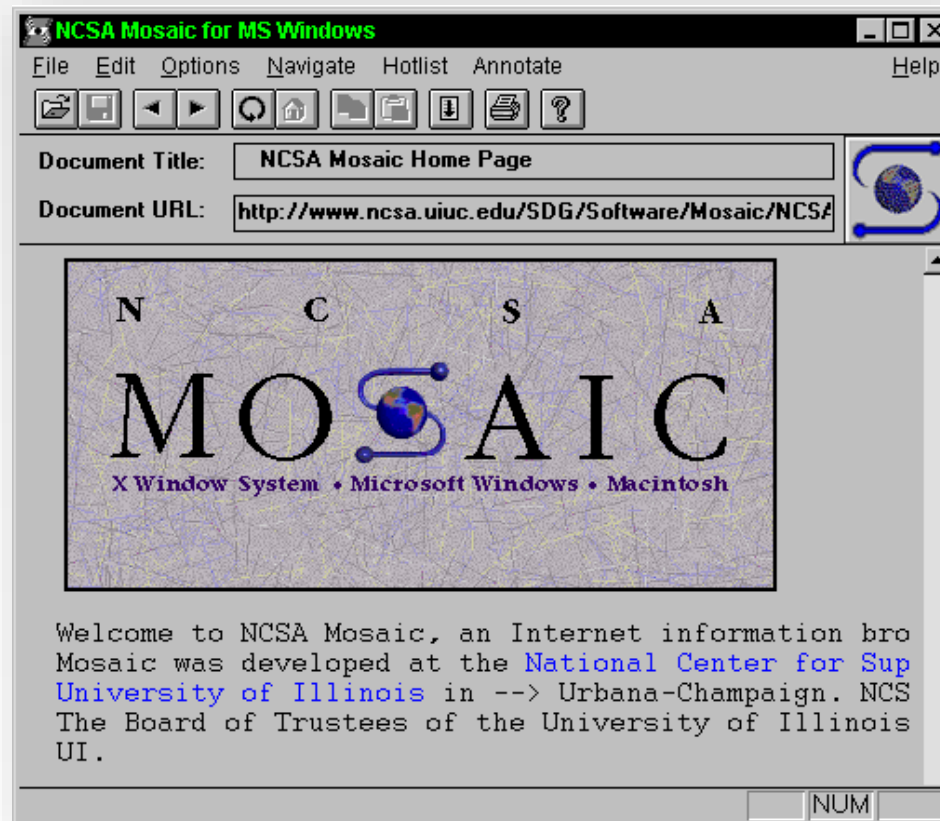 NCSA Mosaic for MS Windows
File Edit Options Navigate Hotlist Annotate Help
Document Title: NCSA Mosaic Home Page
Document URL: http://www.ncsa.uiuc.edu/SDG/Software/Mosaic/NCSA
N C S A
MOSAIC
X Window System • Microsoft Windows • Macintosh
Welcome to NCSA Mosaic, an Internet information bro
Mosaic was developed at the National Center for Sup
University of Illinois in --> Urbana-Champaign. NCS
The Board of Trustees of the University of Illinois
UI.
NUM